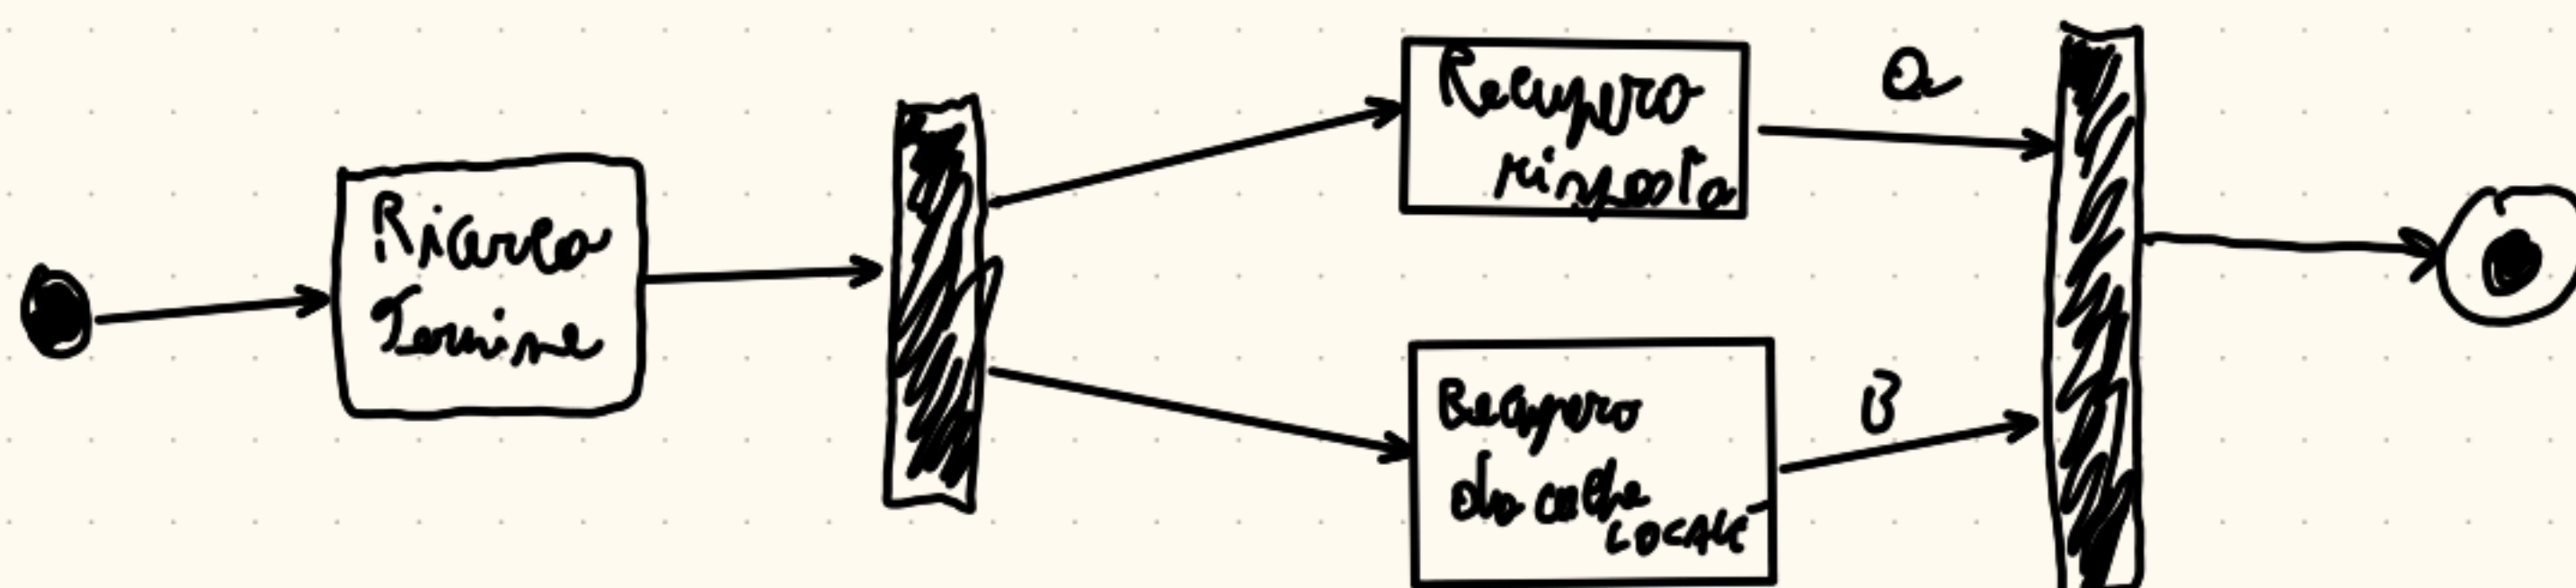 Ricerca
Termine
Recupero
risposta
a
Recupero
da cache
LOCALE
B